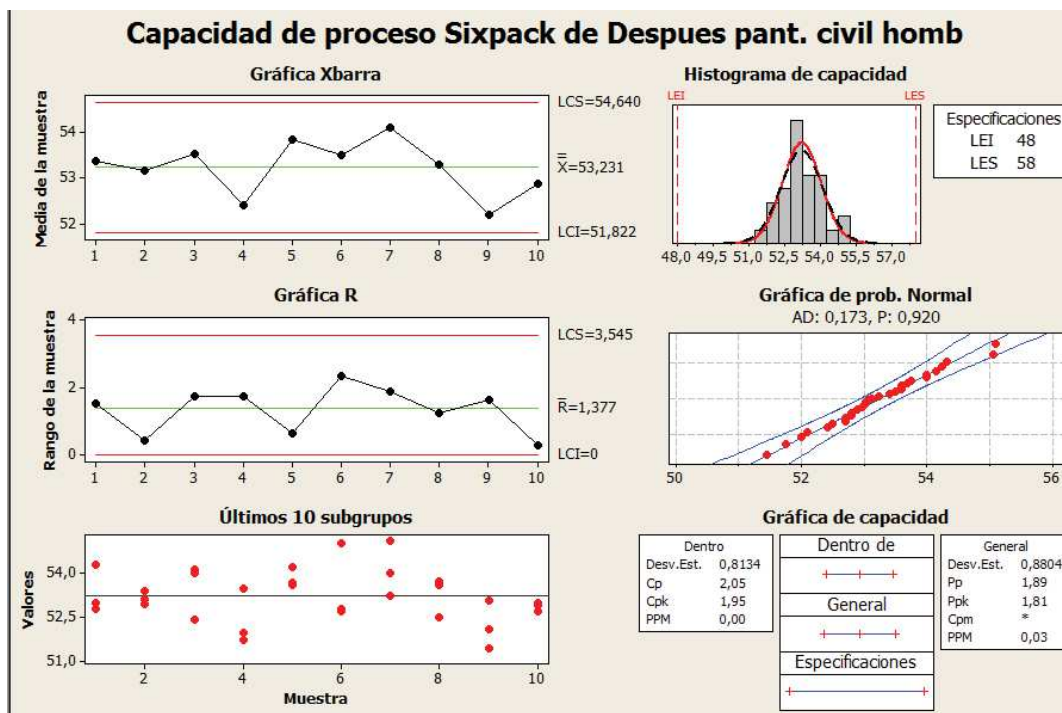 Capacidad de proceso Sixpack de Despues pant. civil homb
Gráfica Xbarra
Media de la muestra
54
53
52
1 2 3 4 5 6 7 8 9 10
LCS=54,640
X=53,231
LCI=51,822
Gráfica R
Rango de la muestra
4
2
0
1 2 3 4 5 6 7 8 9 10
LCS=3,545
R=1,377
LCI=0
Últimos 10 subgrupos
Valores
54,0
52,5
51,0
2 4 6 8 10
Muestra
Histograma de capacidad
LEI LES
48,0 49,5 51,0 52,5 54,0 55,5 57,0
Especificaciones
LEI 48
LES 58
Gráfica de prob. Normal
AD: 0,173, P: 0,920
50 52 54 56
Gráfica de capacidad
Dentro
Desv.Est. 0,8134
Cp 2,05
Cpk 1,95
PPM 0,00
Dentro de
General
Especificaciones
General
Desv.Est. 0,8804
Pp 1,89
Ppk 1,81
Cpm *
PPM 0,03